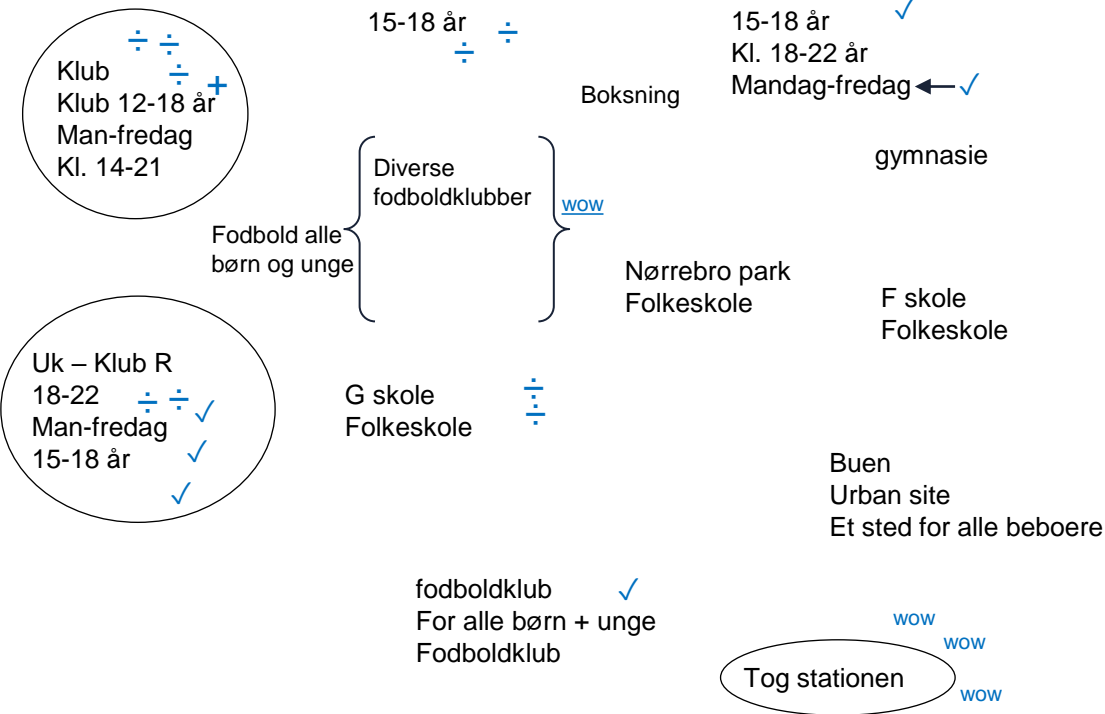 ÷ ÷
÷ +
Klub
Klub 12-18 år
Man-fredag
Kl. 14-21
15-18 år ÷
÷
✓
15-18 år
Kl. 18-22 år
Mandag-fredag ✓
Boksning
gymnasie
Diverse
fodboldklubber
wow
Fodbold alle
børn og unge
Nørrebro park
Folkeskole
F skole
Folkeskole
Uk – Klub R
18-22 ÷ ÷ ✓
Man-fredag ✓
15-18 år
✓
G skole ÷
Folkeskole ÷
Buen
Urban site
Et sted for alle beboere
fodboldklub ✓
For alle børn + unge
Fodboldklub
wow
wow
wow
Tog stationen